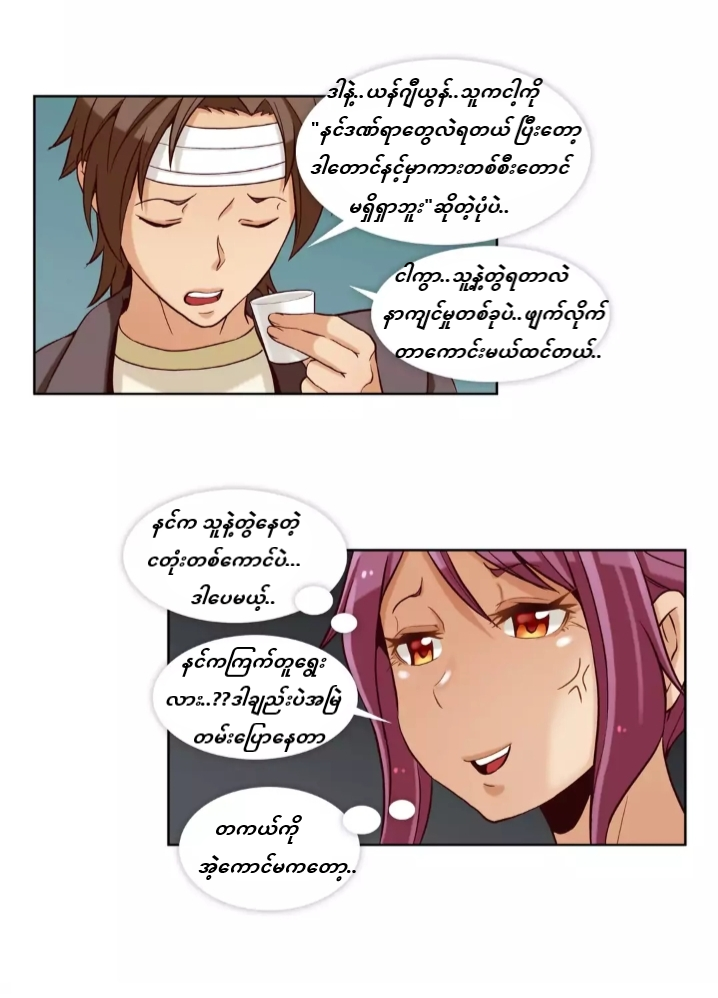 ဒါနဲ့..ယန်ဂျီယွန်..သူကငါ့ကို
"နင်ဒဏ်ရာတွေလဲရတယ် ပြီးတော့
ဒါတောင်နင့်မှာကားတစ်စီးတောင်
မရှိရှာဘူး"ဆိုတဲ့ပုံပဲ..
ငါကွာ..သူ့နဲ့တွဲရတာလဲ
နာကျင်မှုတစ်ခုပဲ..ဖျက်လိုက်
တာကောင်းမယ်ထင်တယ်..
နင်က သူနဲ့တွဲနေတဲ့
ငတုံးတစ်ကောင်ပဲ...
ဒါပေမယ့်..
နင်ကကြက်တူရွေး
လား..??ဒါချည်းပဲအမြဲ
တမ်းပြောနေတာ
တကယ်ကို
အဲ့ကောင်မကတော့..